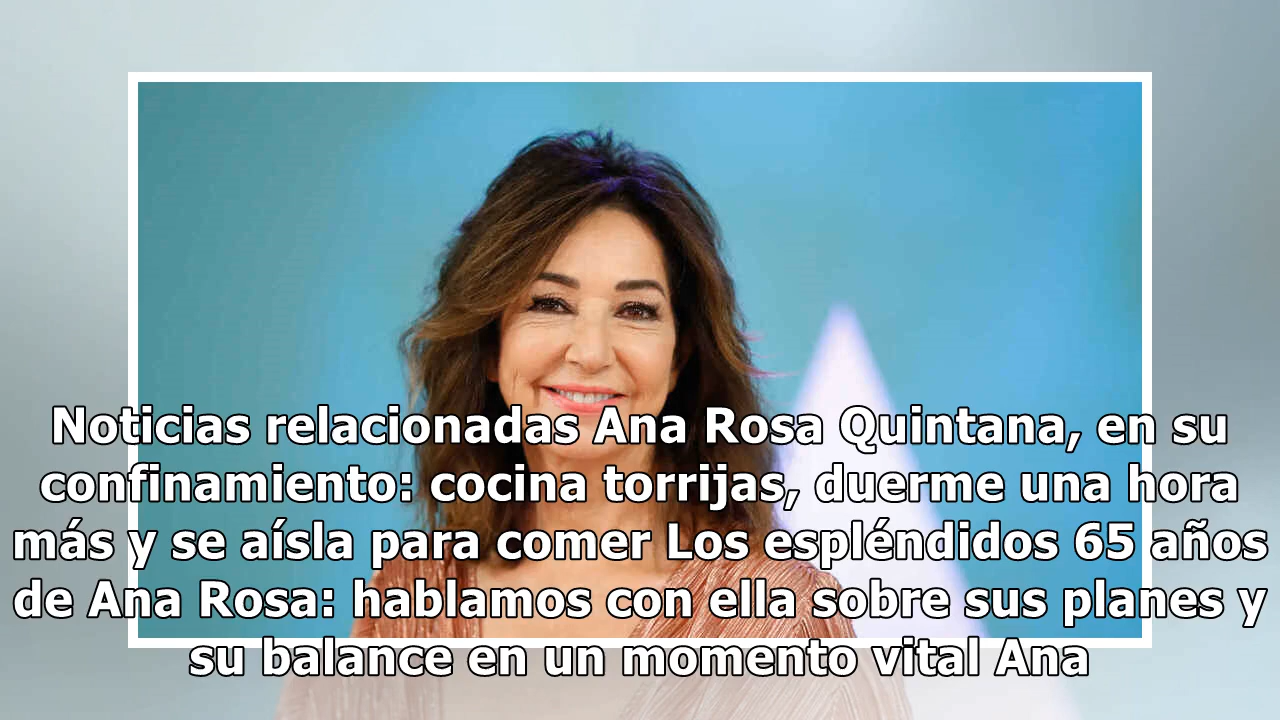 Noticias relacionadas Ana Rosa Quintana, en su
confinamiento: cocina torrijas, duerme una hora
más y se aísla para comer Los espléndidos 65 años
de Ana Rosa: hablamos con ella sobre sus planes y
su balance en un momento vital Ana